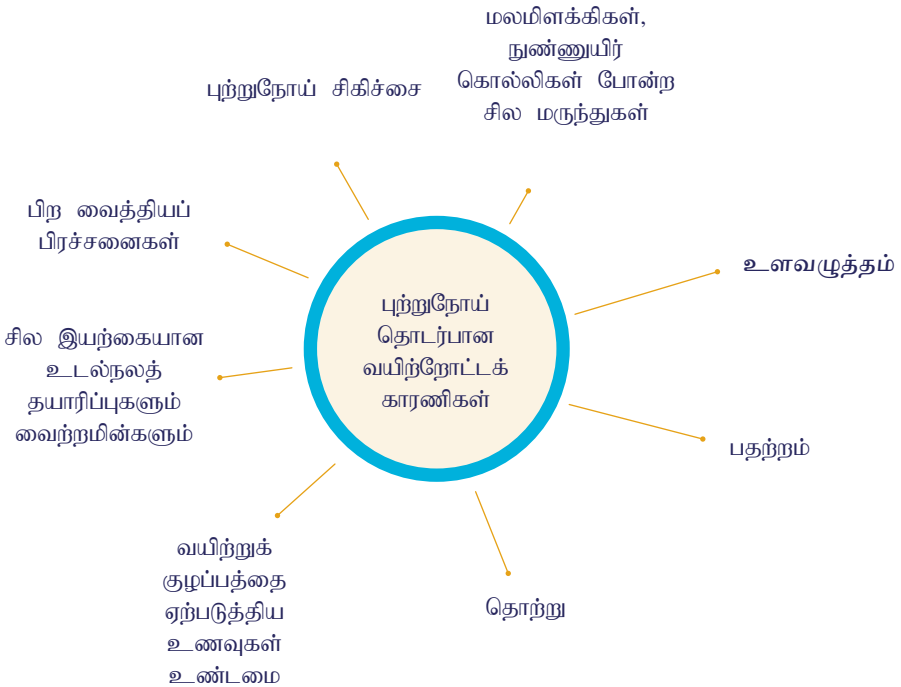 மலமிளக்கிகள்,
நுண்ணுயிர்
கொல்லிகள் போன்ற
சில மருந்துகள்
புற்றுநோய் சிகிச்சை
பிற வைத்தியப்
பிரச்சனைகள்
உளவழுத்தம்
புற்றுநோய்
தொடர்பான
வயிற்றோட்டக்
காரணிகள்
சில இயற்கையான
உடல்நலத்
தயாரிப்புகளும்
வைற்றமின்களும்
பதற்றம்
வயிற்றுக்
குழப்பத்தை
ஏற்படுத்திய
உணவுகள்
உண்டமை
தொற்று